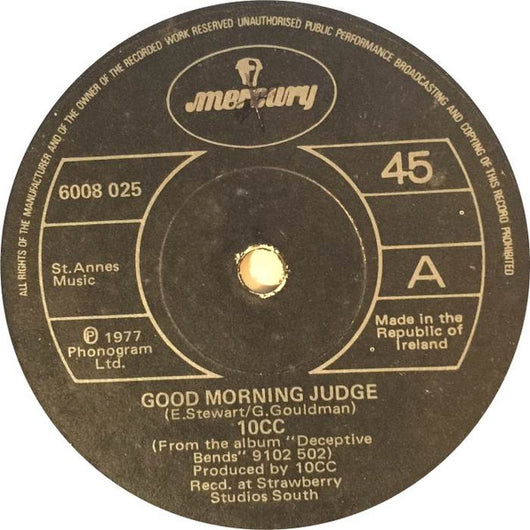 ALL RIGHTS OF THE MANUFACTURER AND OF THE OWNER OF THE RECORDED WORK RESERVED UNAUTHORISED PUBLIC PERFORMANCE BROADCASTING AND COPYING OF THIS RECORD PROHIBITED
mercury
6008 025
45
St.Annes
Music
A
℗ 1977
Phonogram
Ltd.
Made in the
Republic of
Ireland
GOOD MORNING JUDGE
(E.Stewart/G.Gouldman)
10CC
(From the album "Deceptive
Bends" 9102 502)
Produced by 10CC
Recd. at Strawberry
Studios South